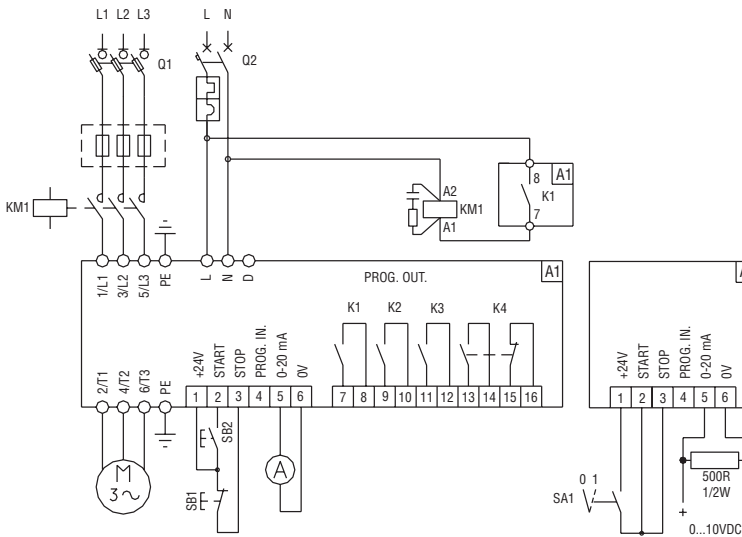 L1 L2 L3
L N
Q1
Q2
8
A1
K1
7
A2
KM1
A1
KM1
1/L1
3/L2
5/L3
PE
L
N
D
PROG. OUT.
A1
K1 K2 K3 K4
+24V
START
STOP
PROG. IN.
0-20 mA
0V
2/T1
4/T2
6/T3
PE
1 2 3 4 5 6
7 8 9 10 11 12 13 14 15 16
SB2
SB1
M
3~
A
+24V
START
STOP
PROG. IN.
0-20 mA
0V
1 2 3 4 5 6
0 1
SA1
500R
1/2W
+
0...10VDC